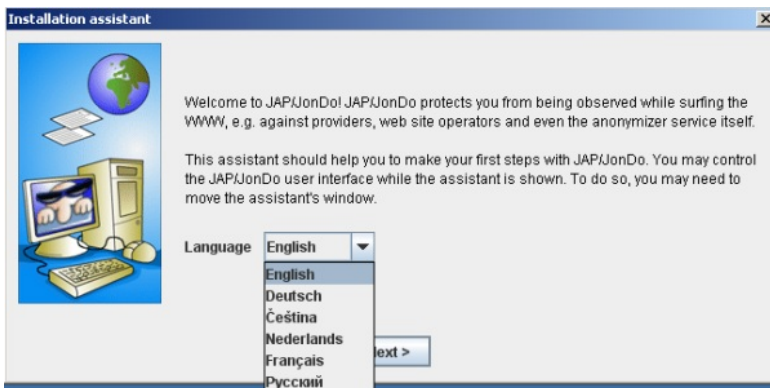 Installation assistant
Welcome to JAP/JonDo! JAP/JonDo protects you from being observed while surfing the
WWW, e.g. against providers, web site operators and even the anonymizer service itself.
This assistant should help you to make your first steps with JAP/JonDo. You may control
the JAP/JonDo user interface while the assistant is shown. To do so, you may need to
move the assistant's window.
Language English
English
Deutsch
Čeština
Nederlands
Français
Русский
ext >